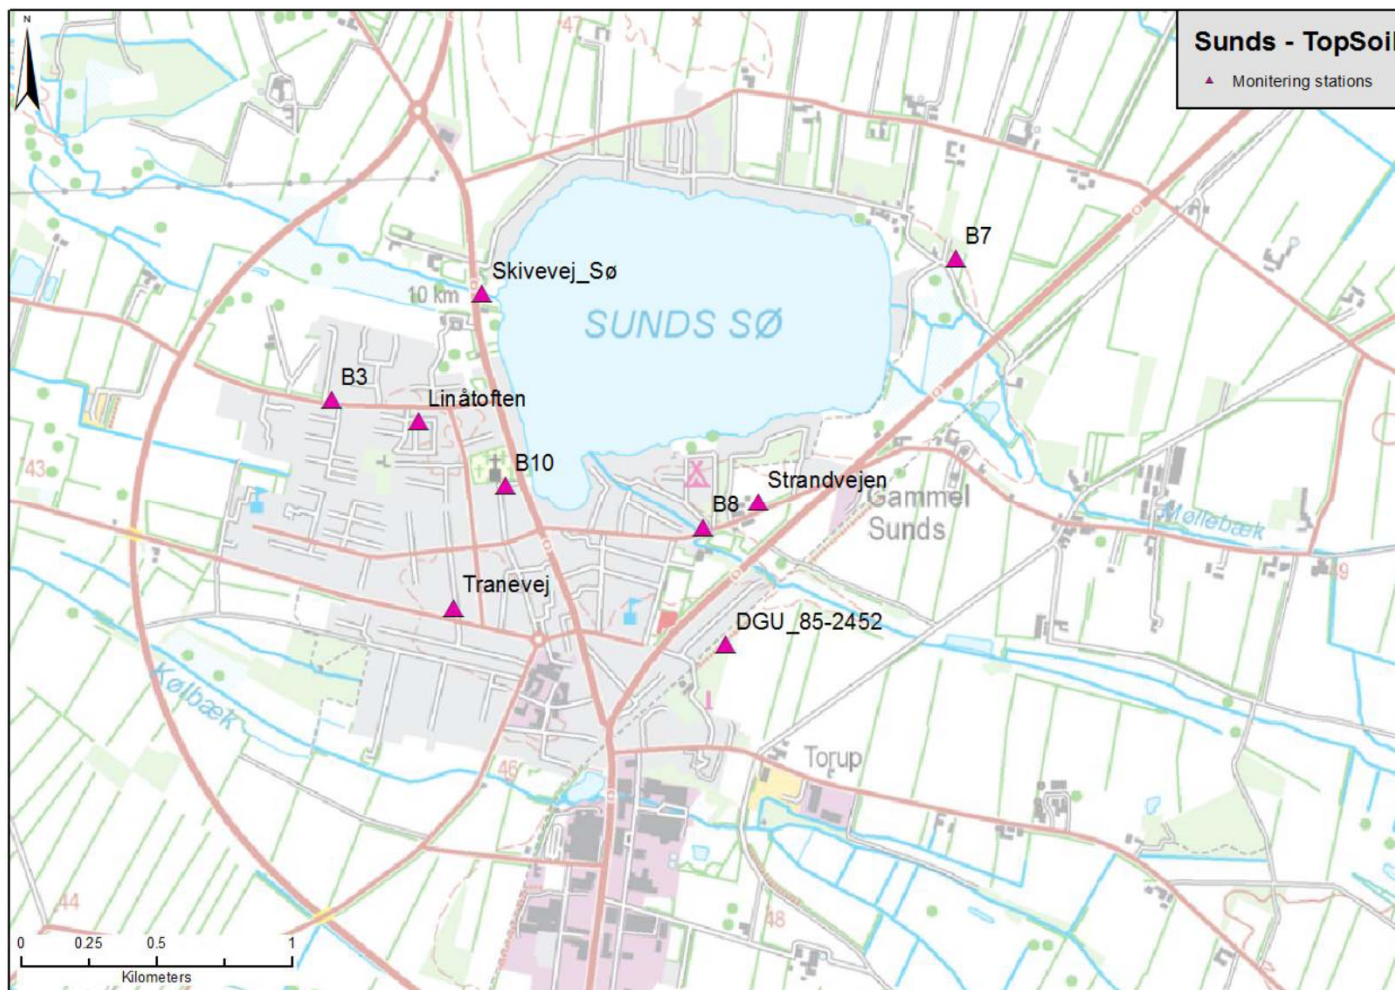 N
47
Sunds - TopSoil
Monitering stations
B7
Skivevej_Sø
10 km
SUNDS SØ
B3
Linåtoften
43
B10
Strandvejen
B8
Gammel
Sunds
Møllebæk
49
Tranevej
DGU_85-2452
Kølbæk
46
Torup
44
48
0 0.25 0.5 1
Kilometers